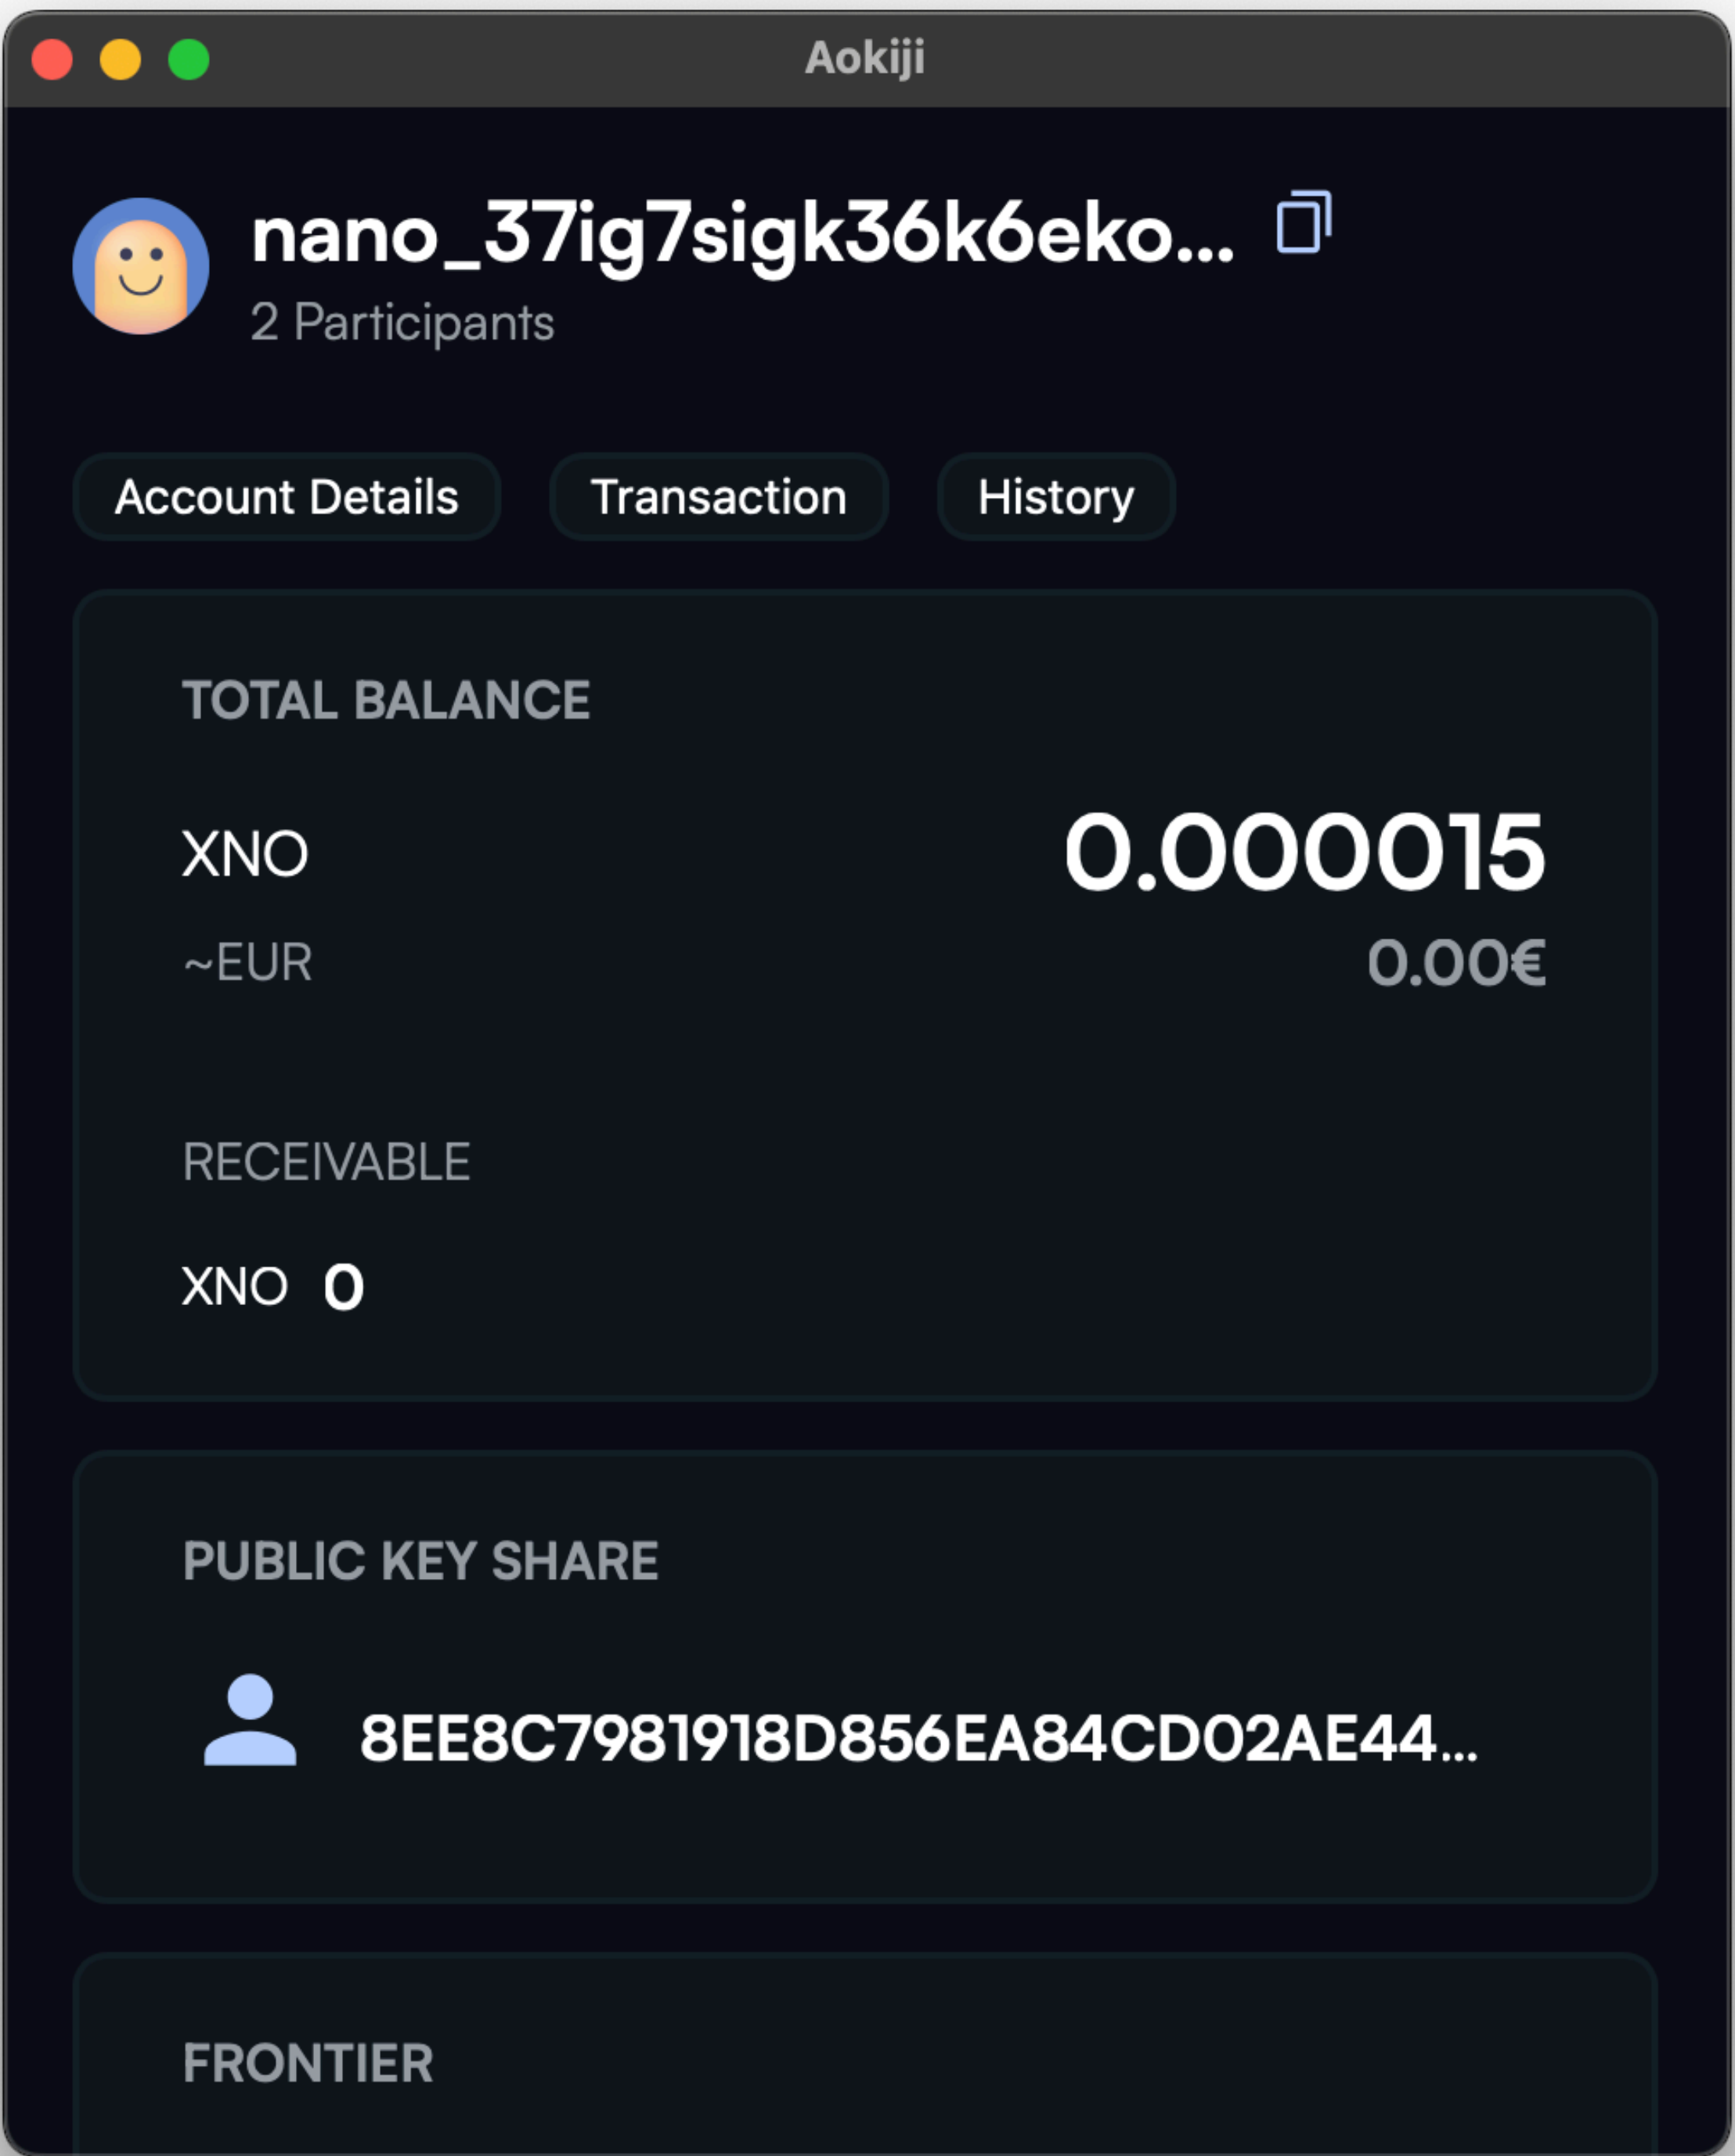 Aokiji
nano_37ig7sigk36k6eko...
2 Participants
Account Details
Transaction
History
TOTAL BALANCE
XNO
0.000015
~EUR
0.00€
RECEIVABLE
XNO 0
PUBLIC KEY SHARE
8EE8C7981918D856EA84CD02AE44...
FRONTIER